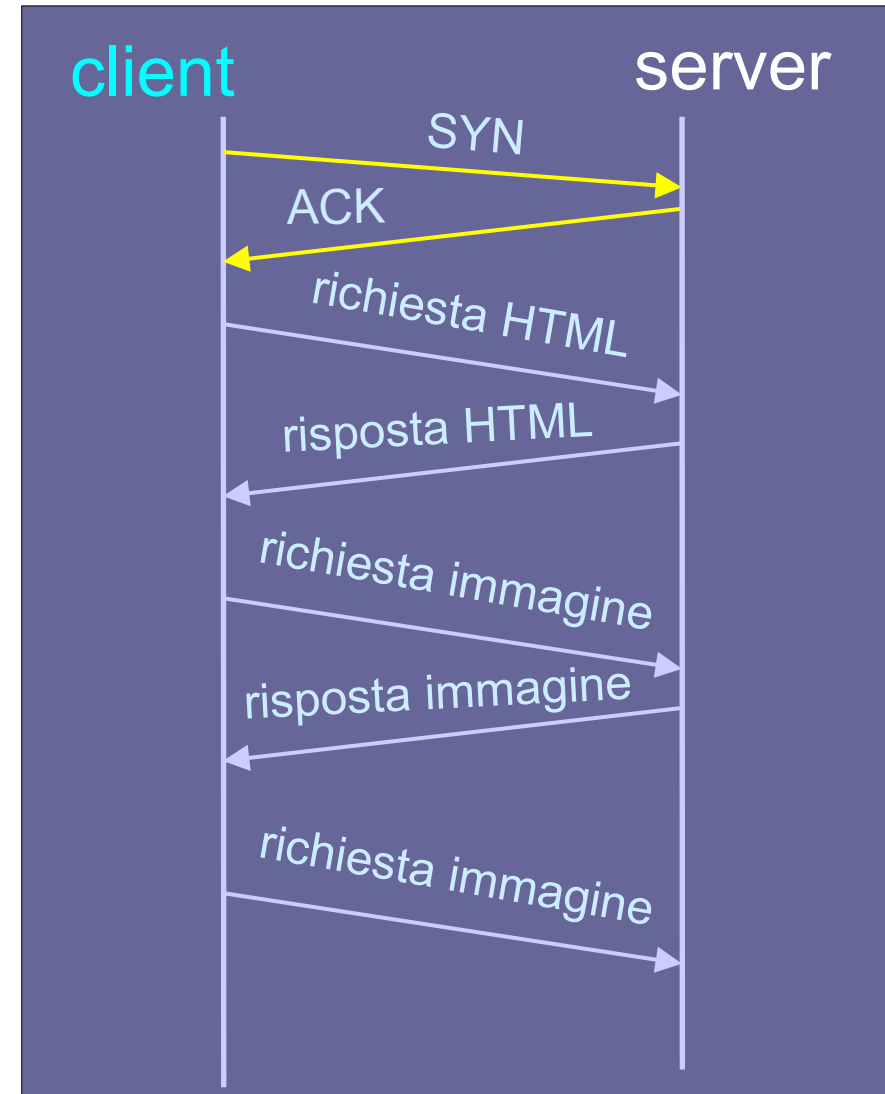 client
server
SYN
ACK
richiesta HTML
risposta HTML
richiesta immagine
risposta immagine
richiesta immagine